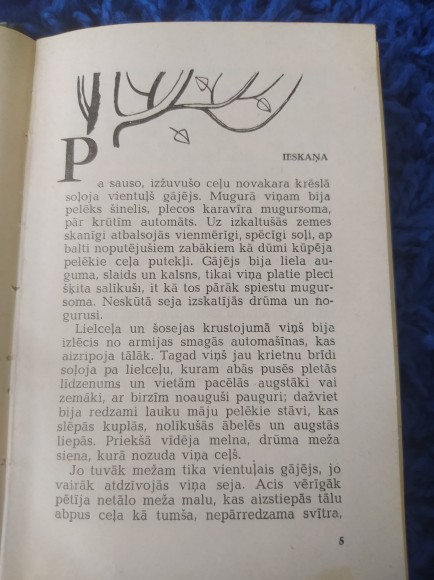 IESKAŅA
Pa sauso, izžuvušo ceļu novakara krēslā
soļoja vientuļš gājējs. Mugurā viņam bija
pelēks šinelis, plecos karavīra mugursoma,
pār krūtīm automāts. Uz izkaltušās zemes
skanīgi atbalsojās vienmērīgi, spēcīgi soļi, ap
balti noputējušiem zabākiem kā dūmi kūpēja
pelēkie ceļa putekļi. Gājējs bija liela au-
guma, slaids un kalsns, tikai viņa platie pleci
šķita salīkuši, it kā tos pārāk spiestu mugur-
soma. Neskūtā seja izskatījās drūma un no-
gurusi.
Lielceļa un šosejas krustojumā viņš bija
izlēcis no armijas smagās automašīnas, kas
aizripoja tālāk. Tagad viņš jau krietnu brīdi
soļoja pa lielceļu, kuram abās pusēs pletās
līdzenums un vietām pacēlās augstāki vai
zemāki, ar birzīm noauguši pauguri; dažviet
bija redzami lauku māju pelēkie stāvi, kas
slēpās kuplās, nolīkušās ābelēs un augstās
liepās. Priekšā vīdēja melna, drūma meža
siena, kurā nozuda viņa ceļš.
Jo tuvāk mežam tika vientuļais gājējs, jo
vairāk atdzīvojās viņa seja. Acis vērīgāk
pētīja netālo meža malu, kas aizstiepās tālu
abpus ceļa kā tumša, nepārredzama svītra,
5